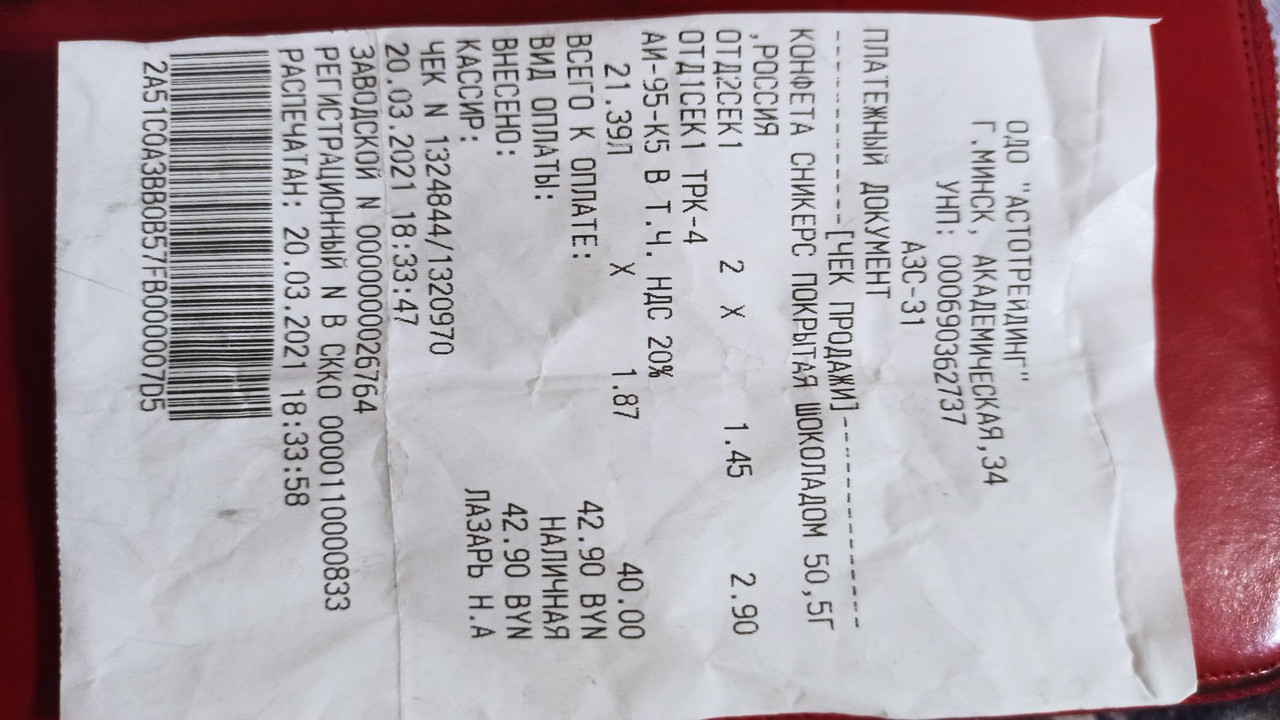 ОДО "АСТОТРЕЙДИНГ"
Г.МИНСК, АКАДЕМИЧЕСКАЯ,34
УНП: 000690362737
АЗС-31
ПЛАТЕЖНЫЙ ДОКУМЕНТ
------------[ЧЕК ПРОДАЖИ]------------
КОНФЕТА СНИКЕРС ПОКРЫТАЯ ШОКОЛАДОМ 50,5Г
,РОССИЯ
ОТД2СЕК1 2 X 1.45 2.90
ОТД1СЕК1 ТРК-4
АИ-95-К5 В Т.Ч. НДС 20%
21.39Л X 1.87 40.00
ВСЕГО К ОПЛАТЕ: 42.90 BYN
ВИД ОПЛАТЫ: НАЛИЧНАЯ
ВНЕСЕНО: 42.90 BYN
КАССИР: ЛАЗАРЬ Н.А
ЧЕК N 1324844/1320970
20.03.2021 18:33:47
ЗАВОДСКОЙ N 00000000026764
РЕГИСТРАЦИОННЫЙ N В СККО 000110000833
РАСПЕЧАТАН: 20.03.2021 18:33:58
2A51C0A3BB0B57FB000007D5